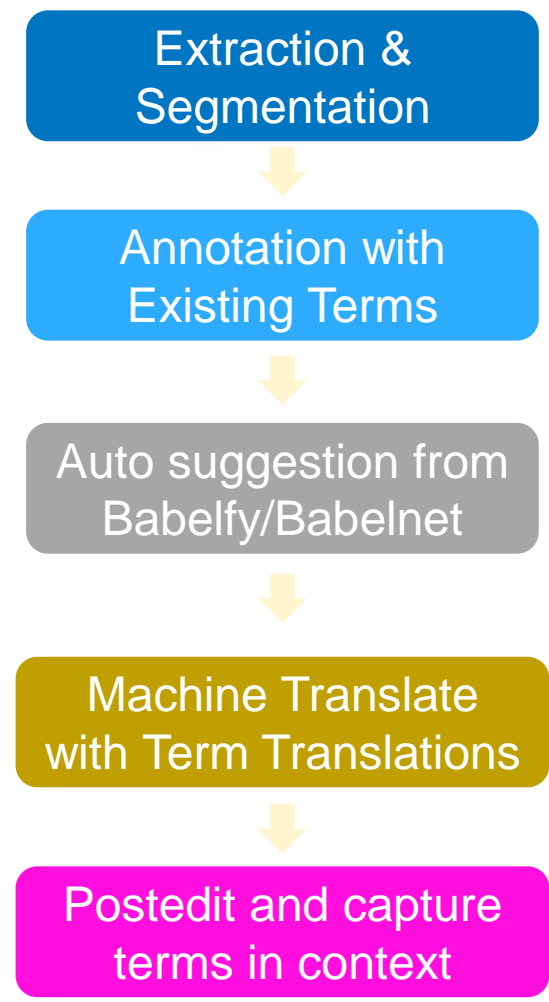 Extraction &
Segmentation
Annotation with
Existing Terms
Auto suggestion from
Babelfy/Babelnet
Machine Translate
with Term Translations
Postedit and capture
terms in context